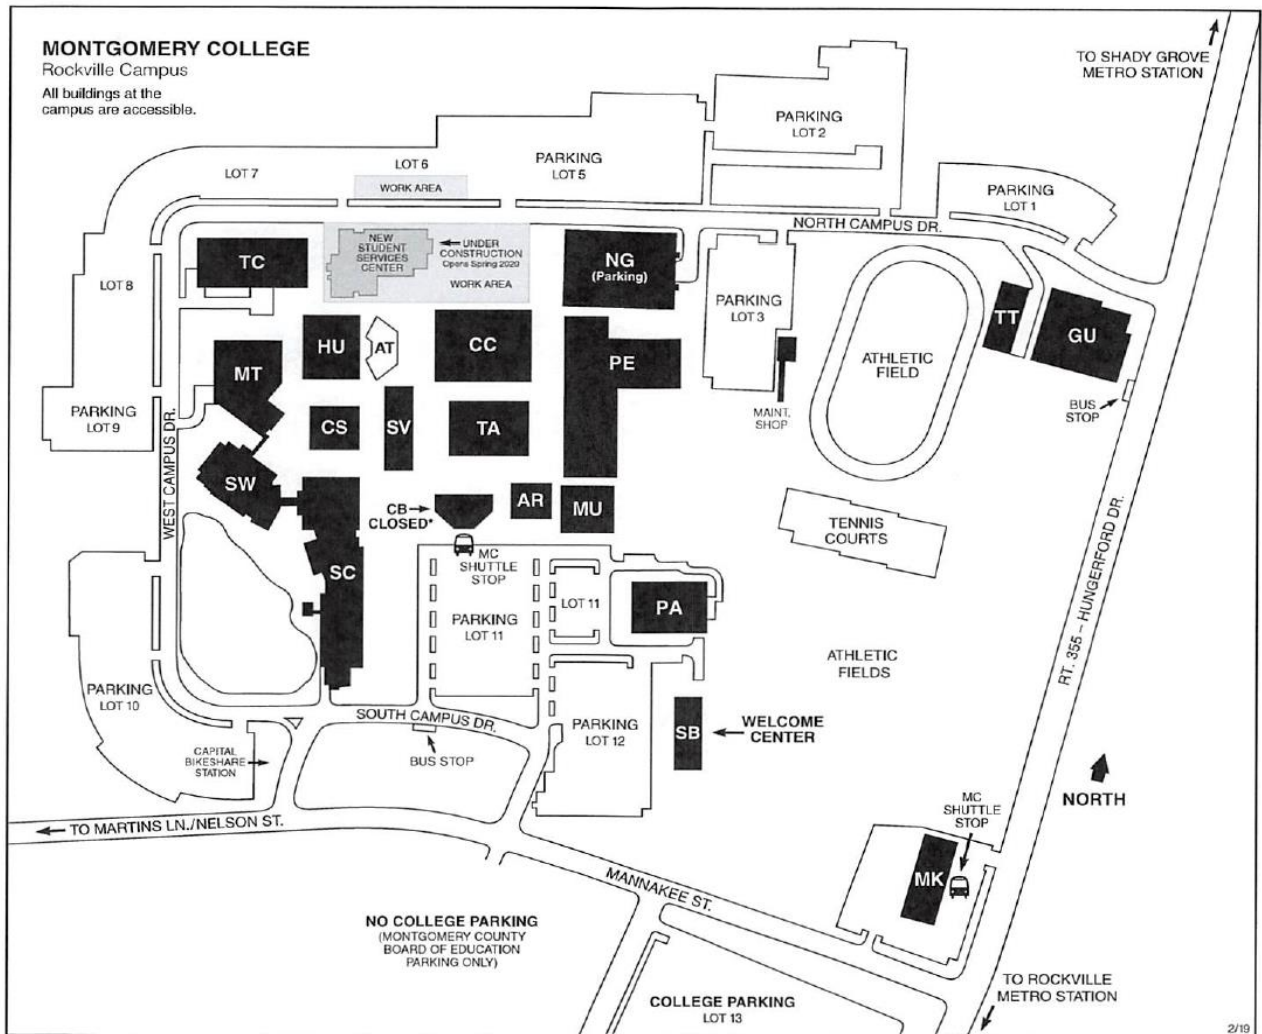 MONTGOMERY COLLEGE
Rockville Campus
All buildings at the
campus are accessible.
TO SHADY GROVE
METRO STATION
PARKING
LOT 2
LOT 6
PARKING
LOT 5
LOT 7
WORK AREA
PARKING
LOT 1
NORTH CAMPUS DR.
TC
NEW
STUDENT
SERVICES
CENTER
UNDER
CONSTRUCTION
Opens Spring 2020
WORK AREA
NG
(Parking)
LOT 8
PARKING
LOT 3
TT
GU
HU
AT
CC
PE
ATHLETIC
FIELD
MT
PARKING
LOT 9
MAINT.
SHOP
BUS
STOP
CS
SV
TA
WEST CAMPUS DR.
SW
CB
CLOSED*
AR
MU
TENNIS
COURTS
RT. 355 – HUNGERFORD DR.
MC
SHUTTLE
STOP
SC
PARKING
LOT 11
LOT 11
PA
ATHLETIC
FIELDS
PARKING
LOT 10
SOUTH CAMPUS DR.
PARKING
LOT 12
SB
WELCOME
CENTER
CAPITAL
BIKESHARE
STATION
BUS STOP
NORTH
MC
SHUTTLE
STOP
TO MARTINS LN./NELSON ST.
MK
MANNAKEE ST.
NO COLLEGE PARKING
(MONTGOMERY COUNTY
BOARD OF EDUCATION
PARKING ONLY)
TO ROCKVILLE
METRO STATION
COLLEGE PARKING
LOT 13
2/19